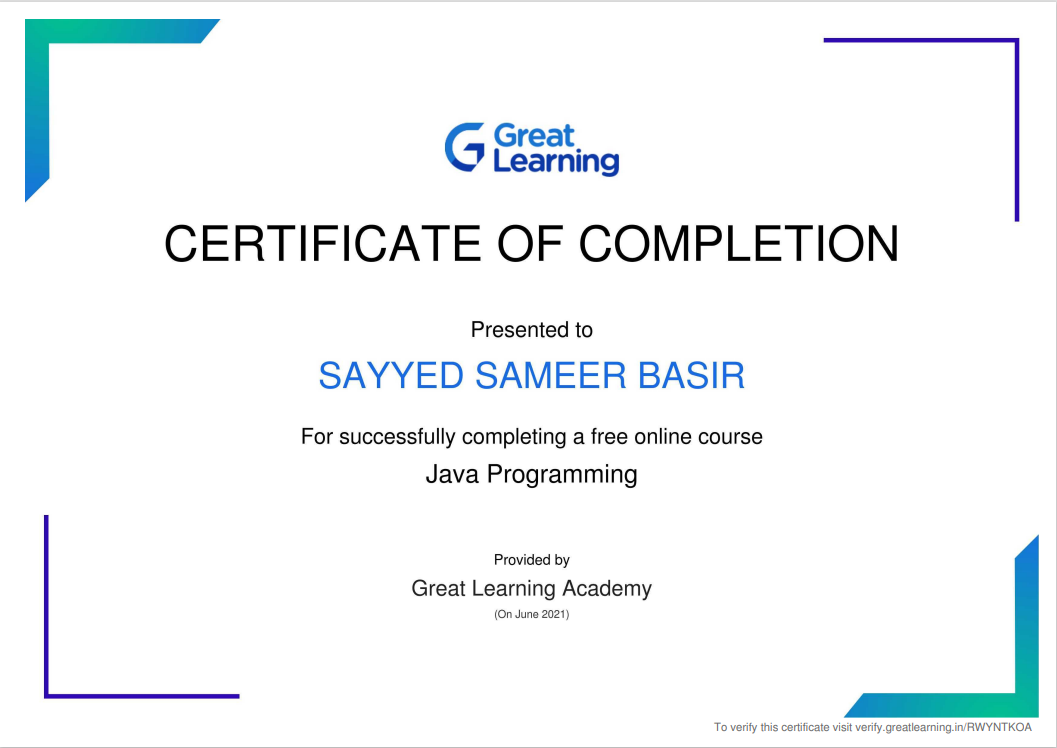 Great
Learning
CERTIFICATE OF COMPLETION
Presented to
SAYYED SAMEER BASIR
For successfully completing a free online course
Java Programming
Provided by
Great Learning Academy
(On June 2021)
To verify this certificate visit verify.greatlearning.in/RWYNTKOA